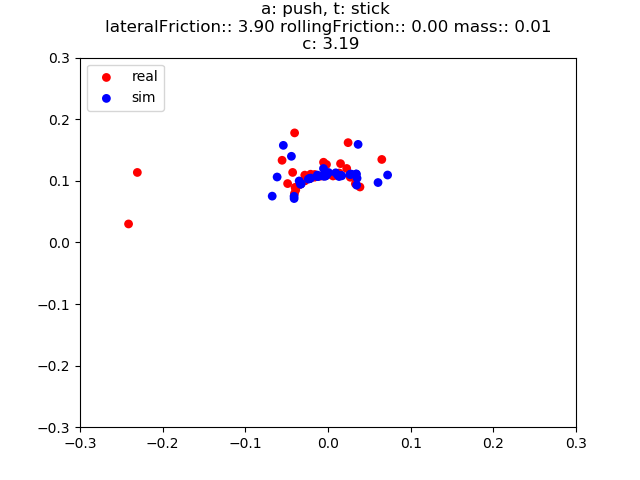 a: push, t: stick
lateralFriction:: 3.90 rollingFriction:: 0.00 mass:: 0.01
c: 3.19
real
sim
0.3
0.2
0.1
0.0
−0.1
−0.2
−0.3
−0.3
−0.2
−0.1
0.0
0.1
0.2
0.3